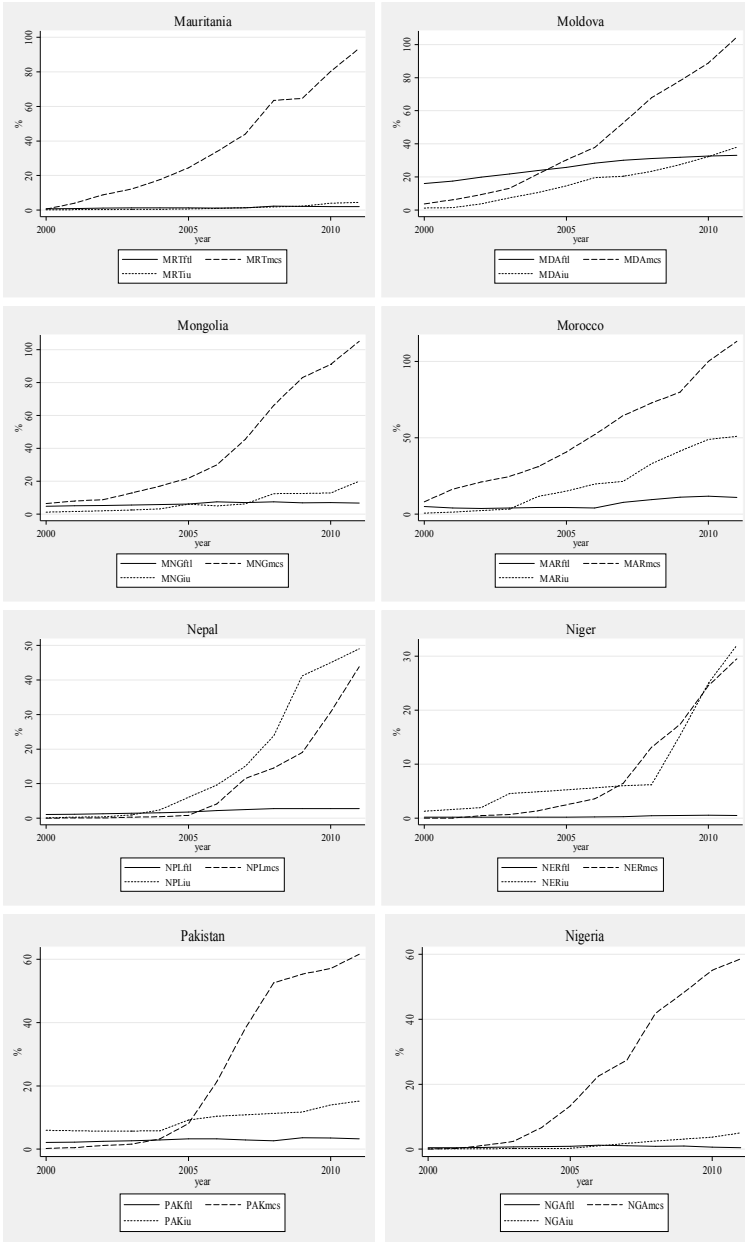 Mauritania
100
80
60
40
20
0
%
2000 2005 2010
year
MRTftl MRTmcs
MRTiu
Moldova
100
80
60
40
20
0
%
2000 2005 2010
year
MDAftl MDAmcs
MDAiu
Mongolia
100
80
60
40
20
0
%
2000 2005 2010
year
MNGftl MNGmcs
MNGiu
Morocco
100
50
0
%
2000 2005 2010
year
MARftl MARmcs
MARiu
Nepal
50
40
30
20
10
0
%
2000 2005 2010
year
NPLftl NPLmcs
NPLiu
Niger
30
20
10
0
%
2000 2005 2010
year
NERftl NERmcs
NERiu
Pakistan
60
40
20
0
%
2000 2005 2010
year
PAKftl PAKmcs
PAKiu
Nigeria
60
40
20
0
%
2000 2005 2010
year
NGAftl NGAmcs
NGAiu